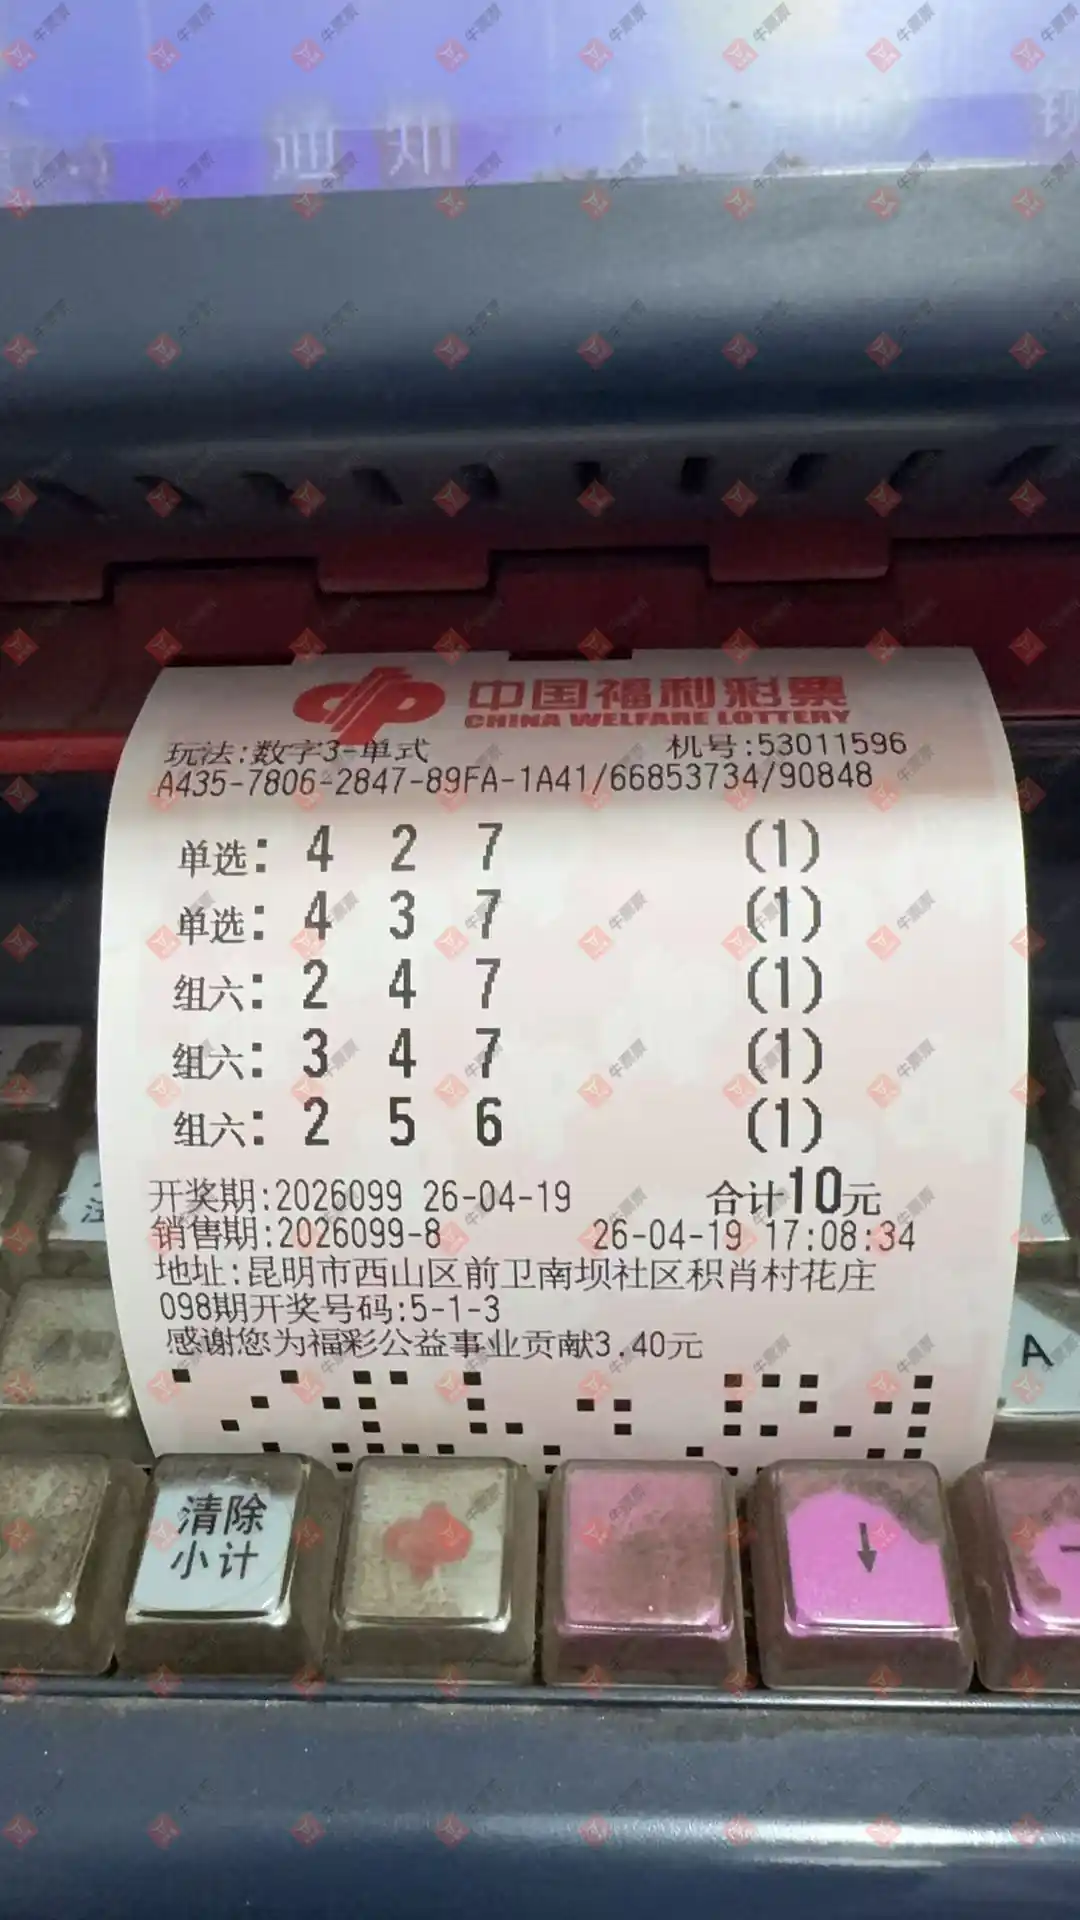 中国福利彩票
CHINA WELFARE LOTTERY
玩法:数字3-单式 机号:53011596
A435-7806-2847-89FA-1A41/66853734/90848
单选: 4 2 7 (1)
单选: 4 3 7 (1)
组六: 2 4 7 (1)
组六: 3 4 7 (1)
组六: 2 5 6 (1)
开奖期:2026099 26-04-19 合计10元
销售期:2026099-8 26-04-19 17:08:34
地址:昆明市西山区前卫南坝社区积肖村花庄
098期开奖号码:5-1-3
感谢您为福彩公益事业贡献3.40元
A
清除
小计
↓
牛票票